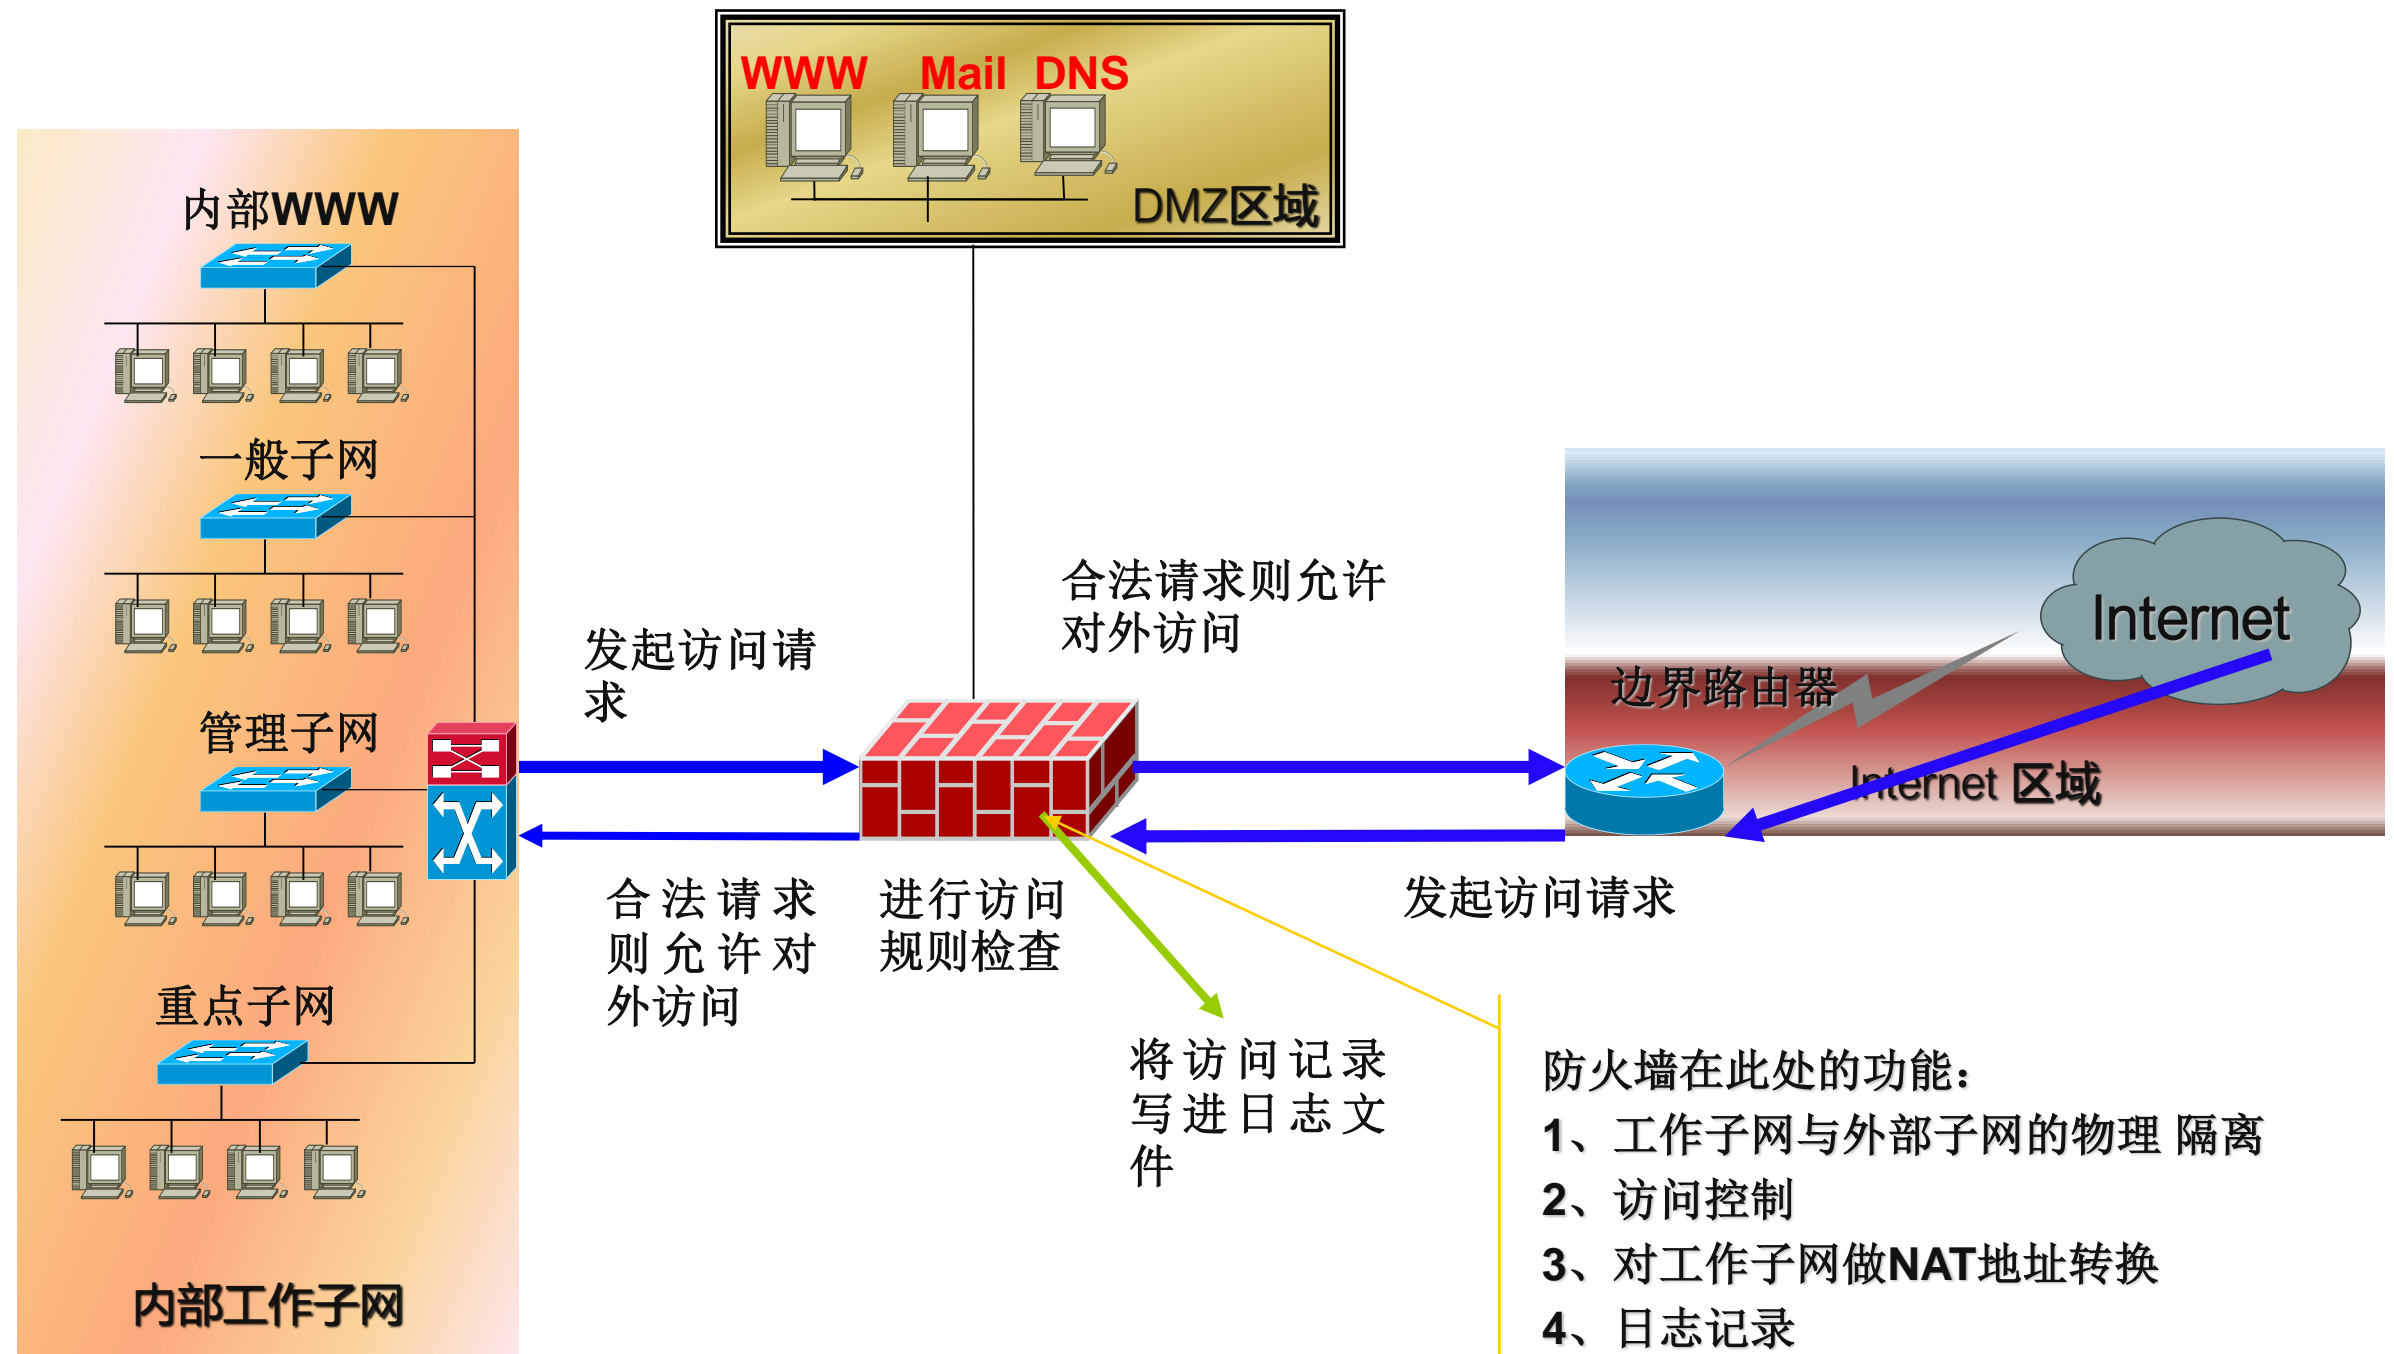 WWW Mail DNS
DMZ区域
内部WWW
一般子网
管理子网
重点子网
内部工作子网
发起访问请
求
合法请求则允许
对外访问
合法请求
则允许对
外访问
进行访问
规则检查
发起访问请求
将访问记录
写进日志文
件
Internet
边界路由器
Internet 区域
防火墙在此处的功能：
1、工作子网与外部子网的物理 隔离
2、访问控制
3、对工作子网做NAT地址转换
4、日志记录